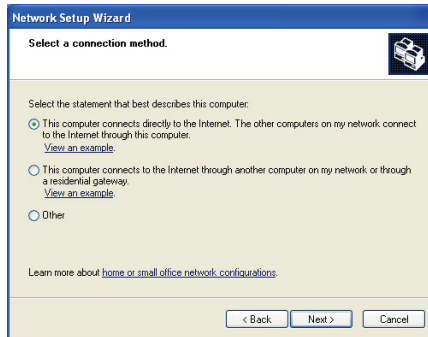 Network Setup Wizard
Select a connection method.
Select the statement that best describes this computer:
This computer connects directly to the Internet. The other computers on my network connect
to the Internet through this computer.
View an example.
This computer connects to the Internet through another computer on my network or through
a residential gateway.
View an example.
Other
Learn more about home or small office network configurations.
< Back Next > Cancel